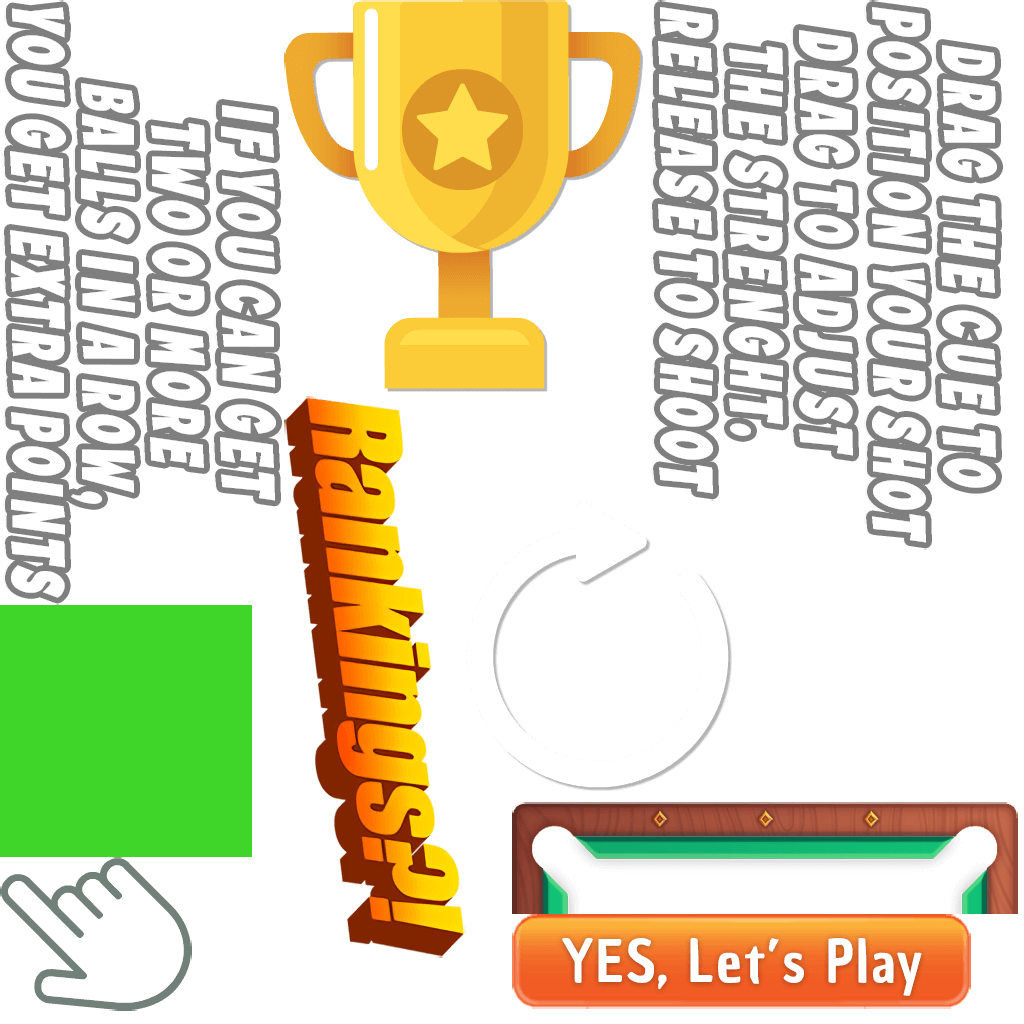 DRAG THE CUE TO
POSITION YOUR SHOT
DRAG TO ADJUST
THE STRENGHT.
RELEASE TO SHOOT
IF YOU CAN GET
TWO OR MORE
BALLS IN A ROW,
YOU GET EXTRA POINTS
Rankings?!
YES, Let's Play